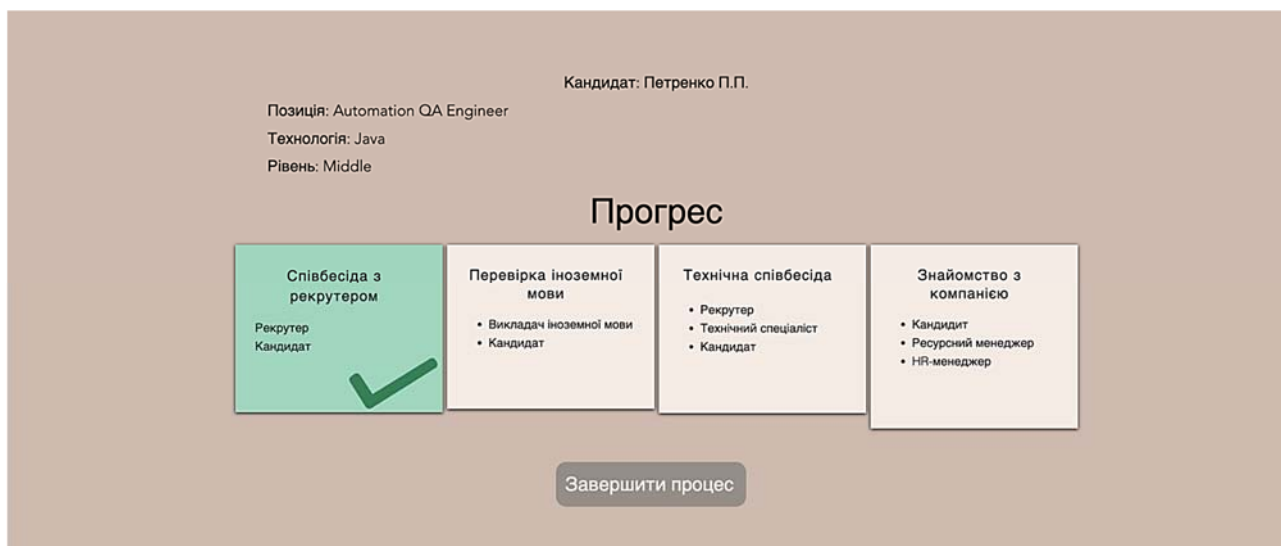 Кандидат: Петренко П.П.
Позиція: Automation QA Engineer
Технологія: Java
Рівень: Middle
Прогрес
Співбесіда з
рекрутером
Рекрутер
Кандидат
Перевірка іноземної
мови
• Викладач іноземної мови
• Кандидат
Технічна співбесіда
• Рекрутер
• Технічний спеціаліст
• Кандидат
Знайомство з
компанією
• Кандидит
• Ресурсний менеджер
• HR-менеджер
Завершити процес